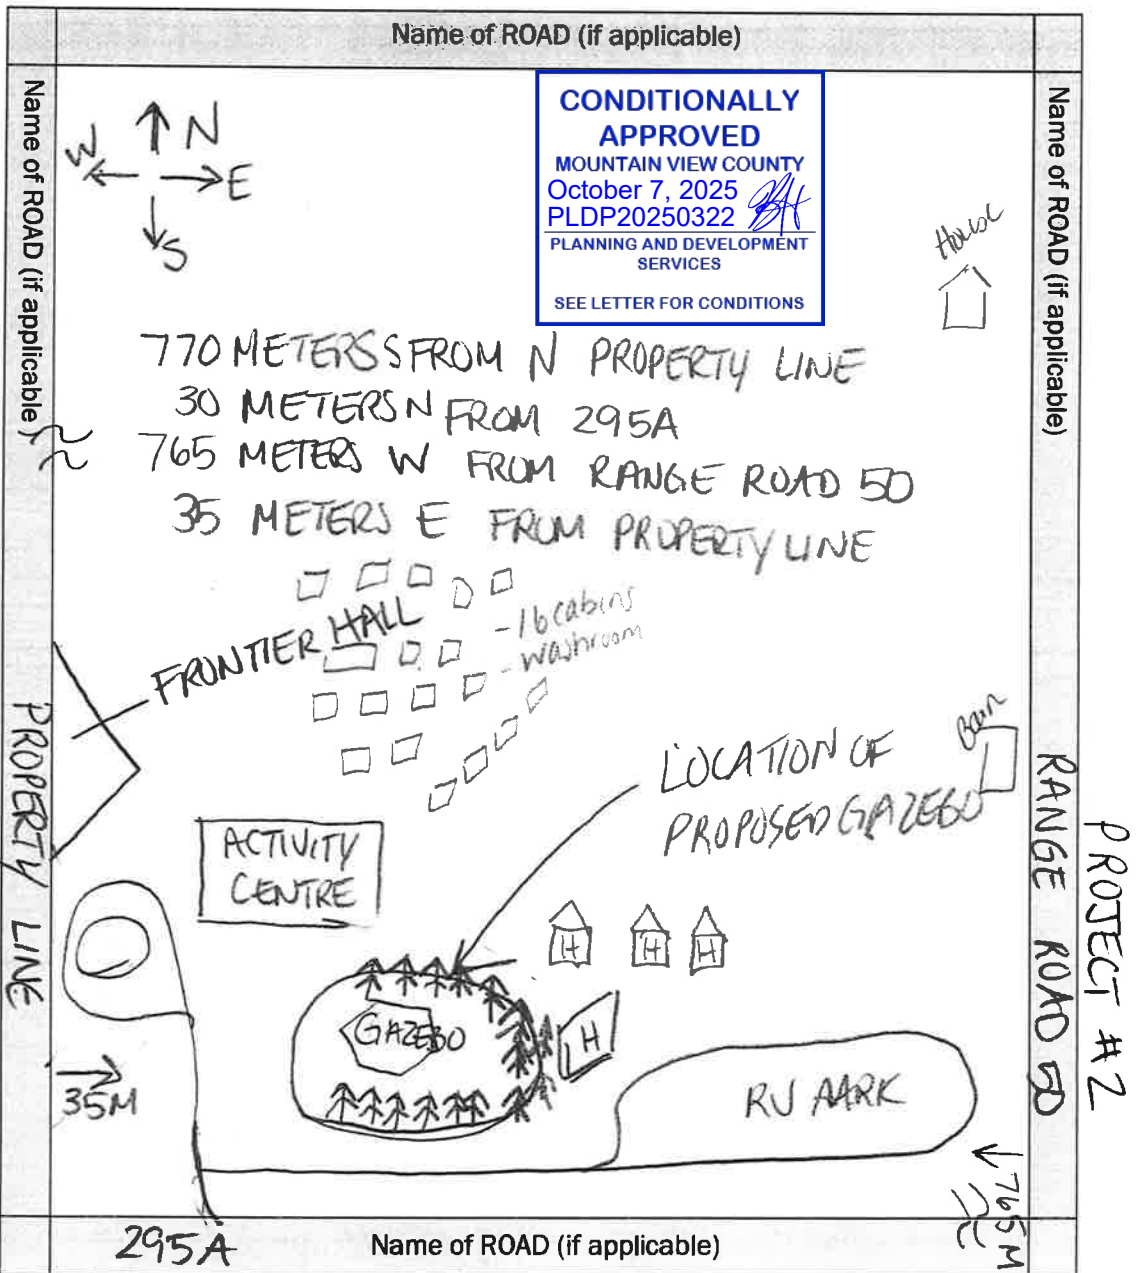 Name of ROAD (if applicable)
Name of ROAD (if applicable)
Name of ROAD (if applicable)
N
W
E
S
CONDITIONALLY
APPROVED
MOUNTAIN VIEW COUNTY
October 7, 2025
PLDP20250322
PLANNING AND DEVELOPMENT
SERVICES
SEE LETTER FOR CONDITIONS
House
770 METERS S FROM N PROPERTY LINE
30 METERS N FROM 295A
765 METERS W FROM RANGE ROAD 50
35 METERS E FROM PROPERTY LINE
FRONTIER HALL
- 16 cabins
- washroom
Barn
LOCATION OF
PROPOSED GAZEBO
PROPERTY LINE
RANGE ROAD 50
PROJECT #2
ACTIVITY
CENTRE
H
H
H
GAZEBO
H
RV PARK
35M
765M
295A
Name of ROAD (if applicable)